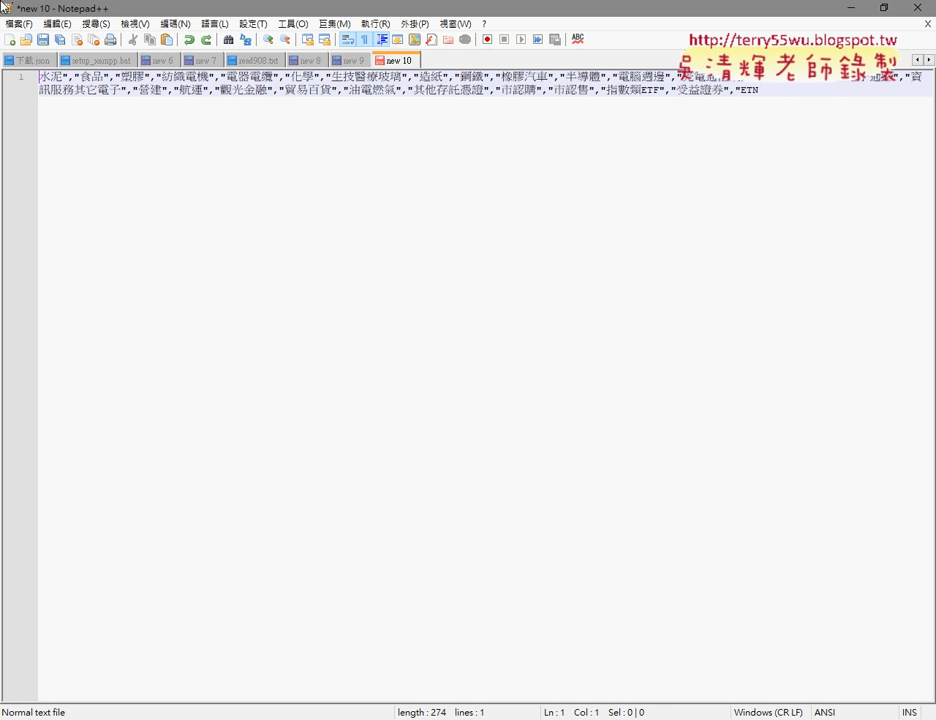 *new 10 - Notepad++
檔案(F) 編輯(E) 搜尋(S) 檢視(V) 編碼(N) 語言(L) 設定(T) 工具(O) 巨集(M) 執行(R) 外掛(P) 視窗(W) ?
http://terry55wu.blogspot.tw
吳清輝老師錄製
下載.json setup_xampp.bat new 6 new 7 read908.txt new 8 new 9 new 10
1 水泥","食品","塑膠","紡織電機","電器電纜","化學","生技醫療玻璃","造紙","鋼鐵","橡膠汽車","半導體","電腦週邊"
訊服務其它電子","營建","航運","觀光金融","貿易百貨","油電燃氣","其他存託憑證","市認購","市認售","指數類ETF","受益證券","ETN
Normal text file length : 274 lines : 1 Ln : 1 Col : 1 Sel : 0 | 0 Windows (CR LF) ANSI INS